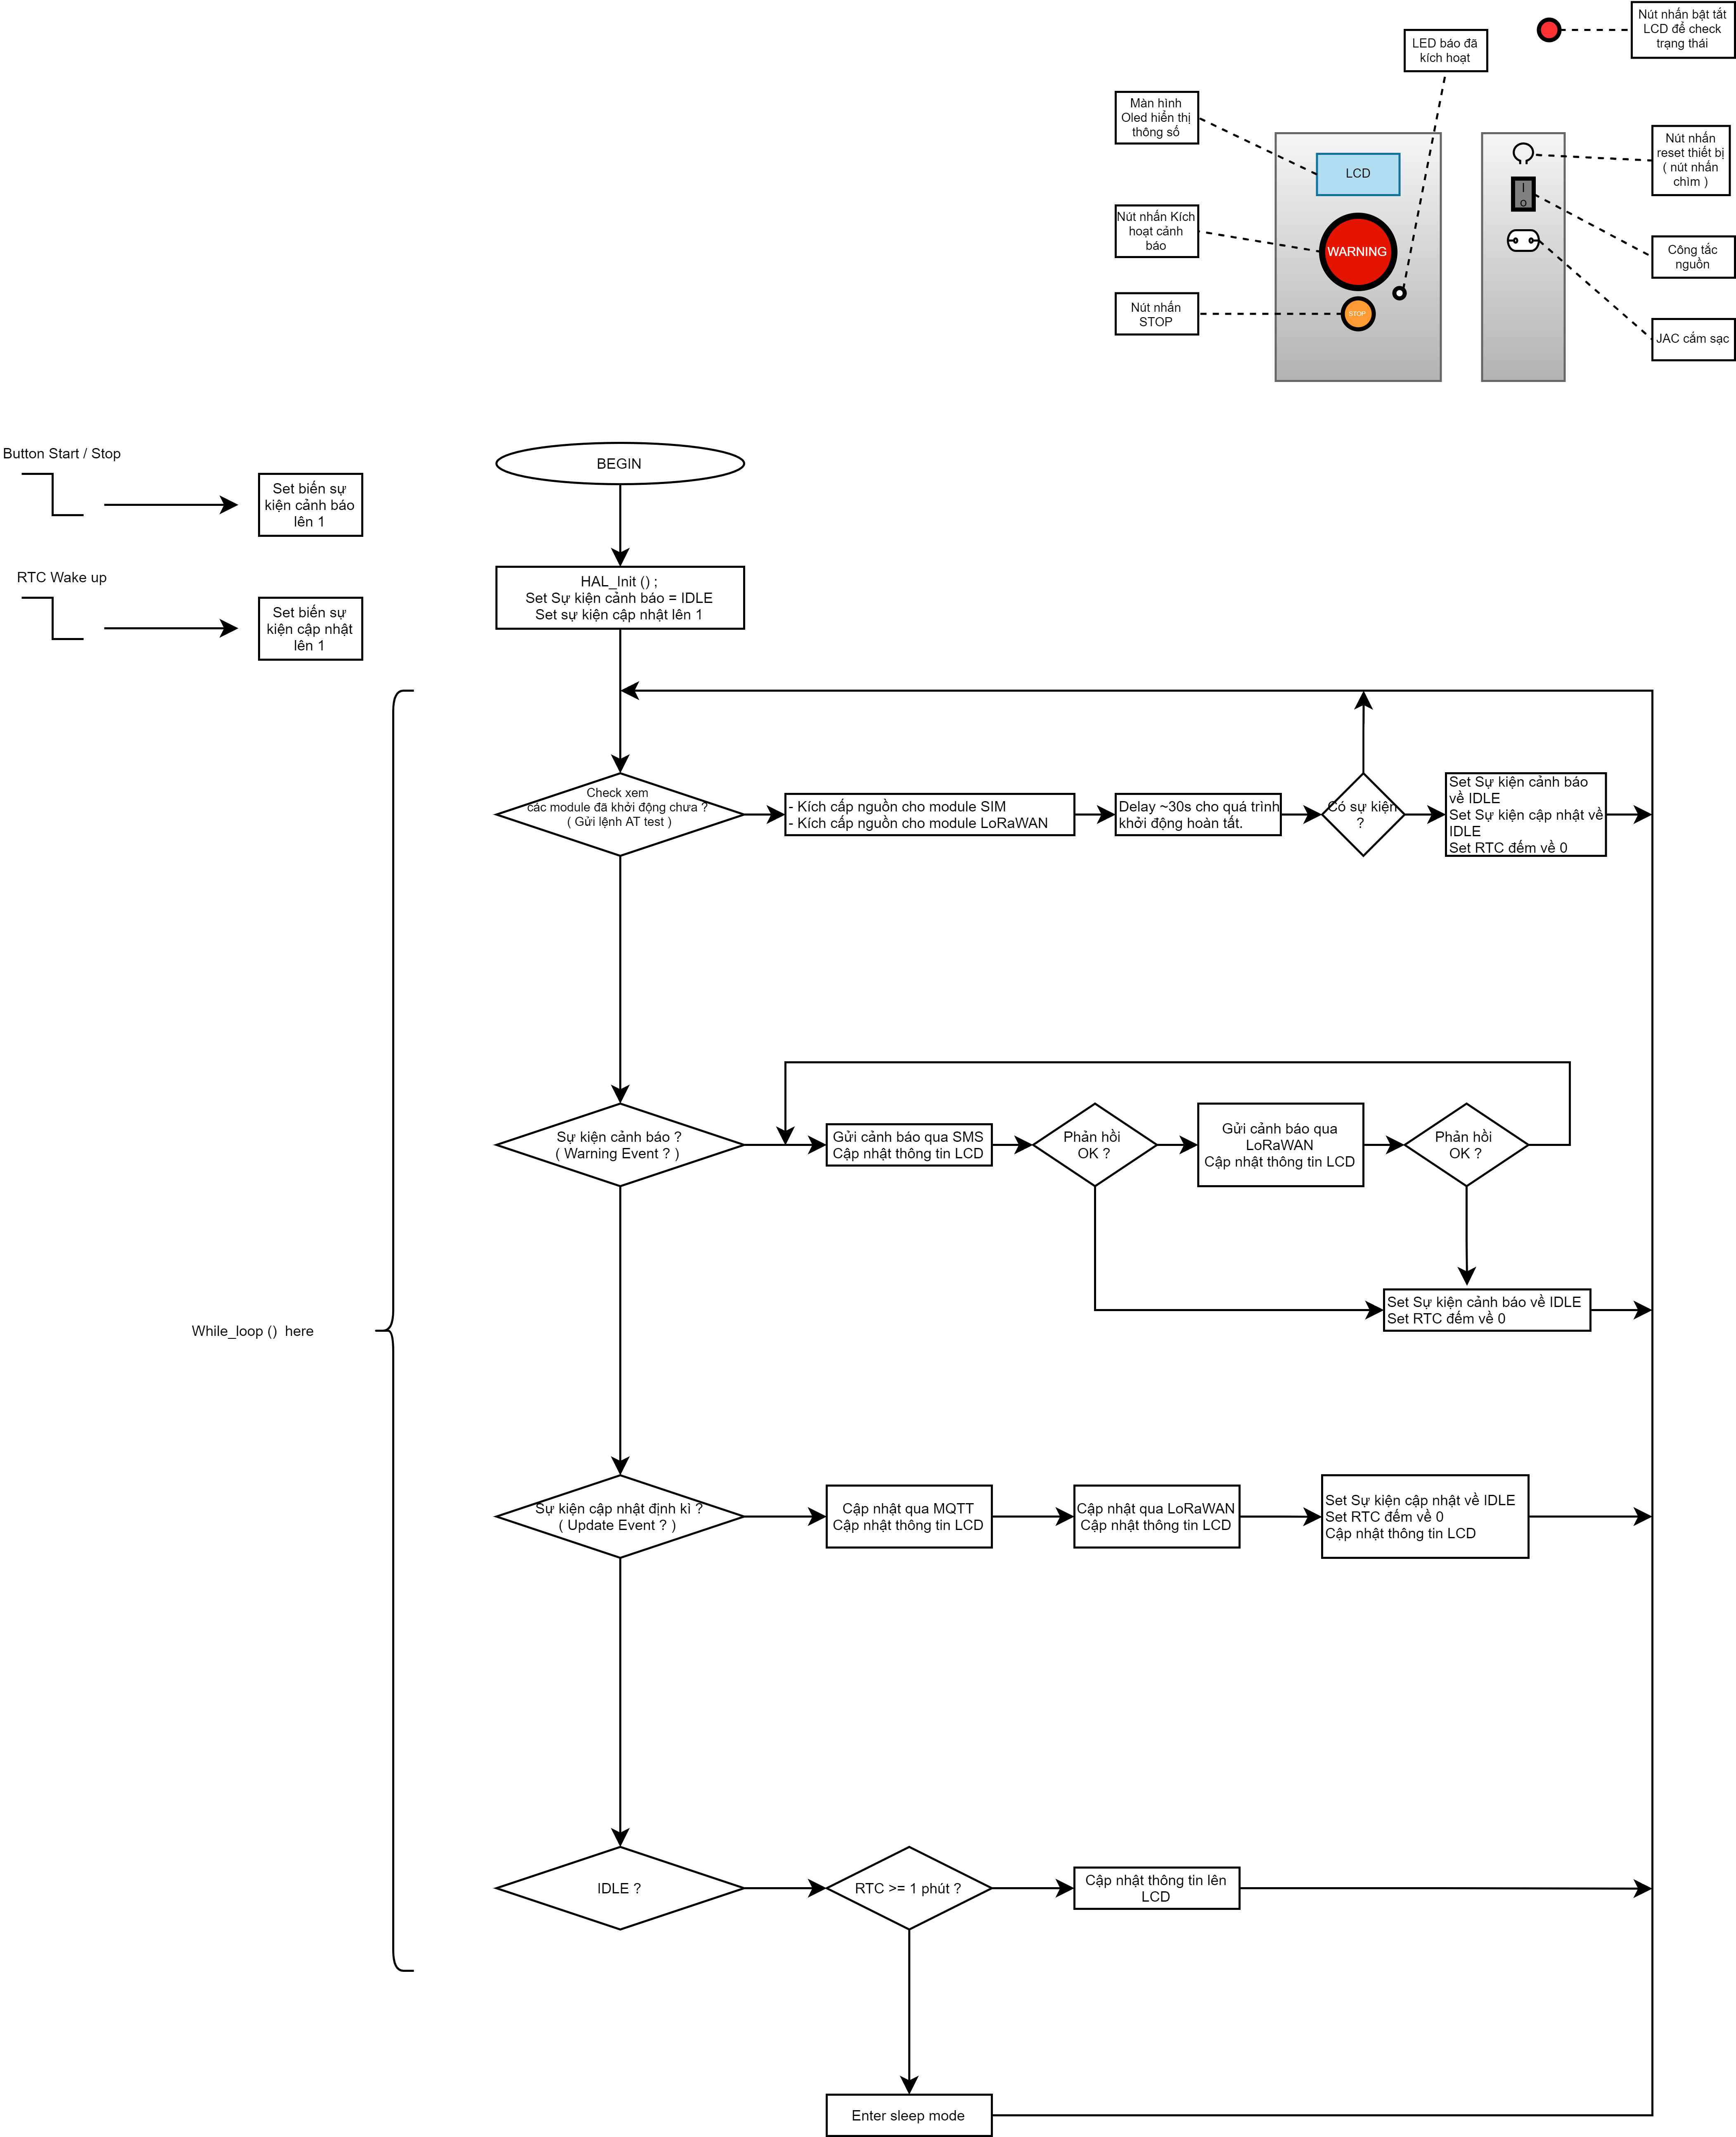 Nút nhấn bật tắt
LCD để check
trạng thái
LED báo đã
kích hoạt
Màn hình
Oled hiển thị
thông số
Nút nhấn
reset thiết bị
( nút nhấn
chìm )
LCD
I
o
Nút nhấn Kích
hoạt cảnh
báo
WARNING
Công tắc
nguồn
Nút nhấn
STOP
STOP
JAC cắm sạc
Button Start / Stop
Set biến sự
kiện cảnh báo
lên 1
BEGIN
RTC Wake up
Set biến sự
kiện cập nhật
lên 1
HAL_Init () ;
Set Sự kiện cảnh báo = IDLE
Set sự kiện cập nhật lên 1
Check xem
các module đã khởi động chưa ?
( Gửi lệnh AT test )
- Kích cấp nguồn cho module SIM
- Kích cấp nguồn cho module LoRaWAN
Delay ~30s cho quá trình
khởi động hoàn tất.
Có sự kiện
?
Set Sự kiện cảnh báo
về IDLE
Set Sự kiện cập nhật về
IDLE
Set RTC đếm về 0
Sự kiện cảnh báo ?
( Warning Event ? )
Gửi cảnh báo qua SMS
Cập nhật thông tin LCD
Phản hồi
OK ?
Gửi cảnh báo qua
LoRaWAN
Cập nhật thông tin LCD
Phản hồi
OK ?
Set Sự kiện cảnh báo về IDLE
Set RTC đếm về 0
While_loop ()  here
Sự kiện cập nhật định kì ?
( Update Event ? )
Cập nhật qua MQTT
Cập nhật thông tin LCD
Cập nhật qua LoRaWAN
Cập nhật thông tin LCD
Set Sự kiện cập nhật về IDLE
Set RTC đếm về 0
Cập nhật thông tin LCD
IDLE ?
RTC >= 1 phút ?
Cập nhật thông tin lên
LCD
Enter sleep mode